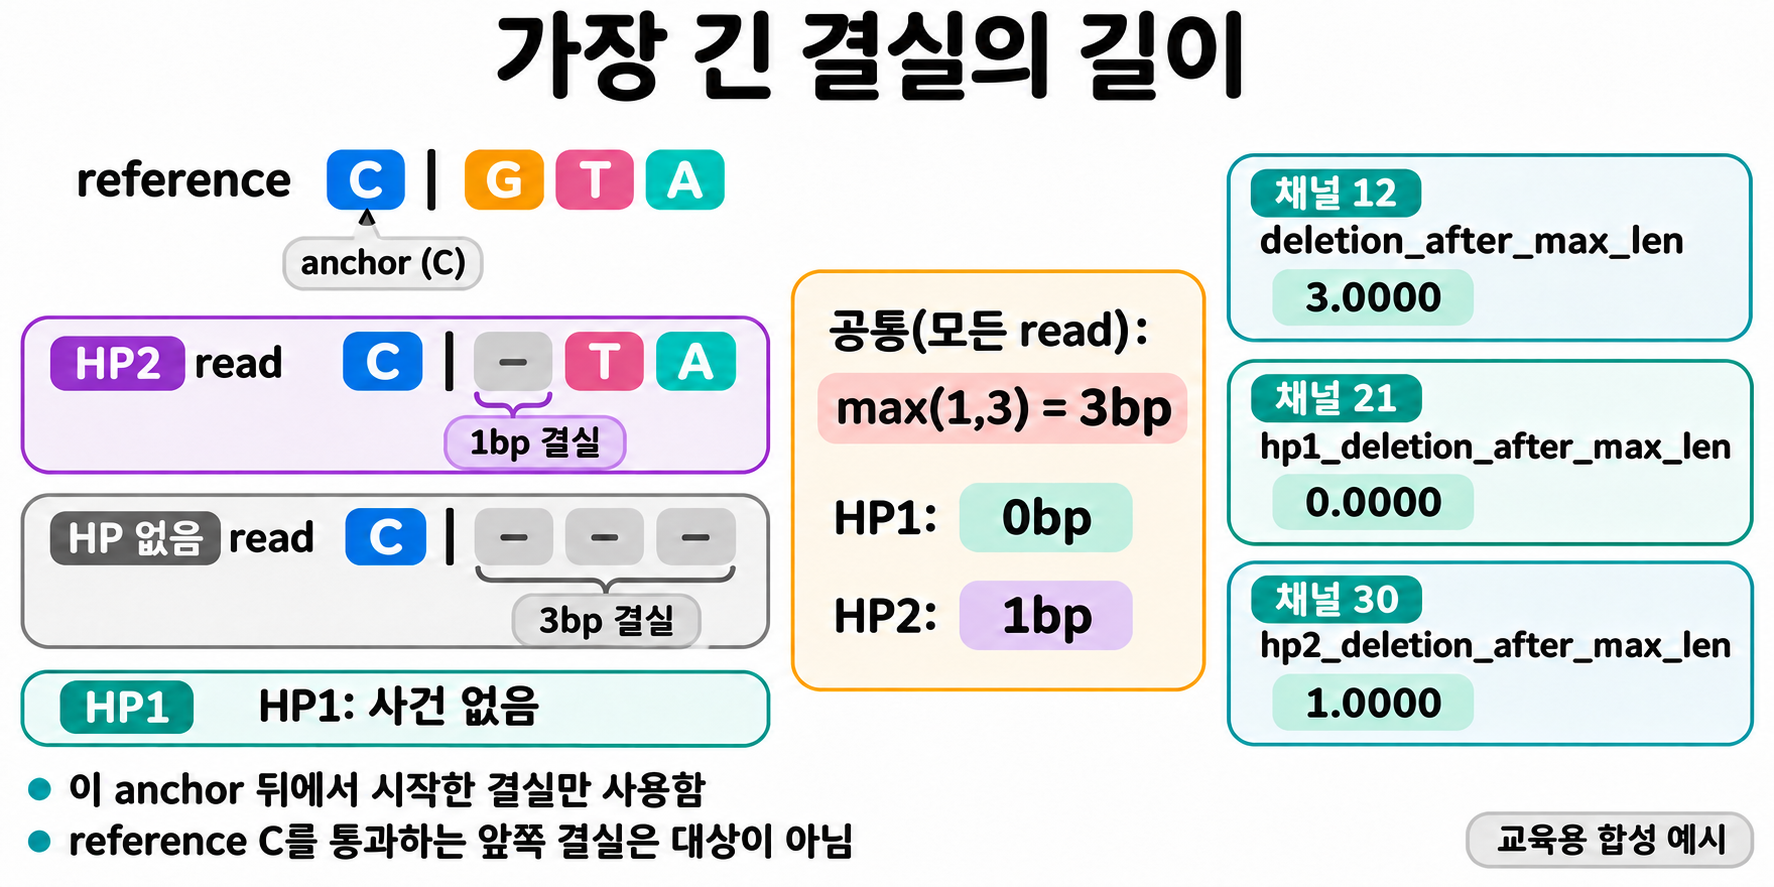 가장 긴 결실의 길이
reference C | G T A
anchor (C)
HP2 read C | - T A
1bp 결실
HP 없음 read C | - - -
3bp 결실
HP1 HP1: 사건 없음
이 anchor 뒤에서 시작한 결실만 사용함
reference C를 통과하는 앞쪽 결실은 대상이 아님
공통(모든 read):
max(1,3) = 3bp
HP1: 0bp
HP2: 1bp
채널 12
deletion_after_max_len
3.0000
채널 21
hp1_deletion_after_max_len
0.0000
채널 30
hp2_deletion_after_max_len
1.0000
교육용 합성 예시